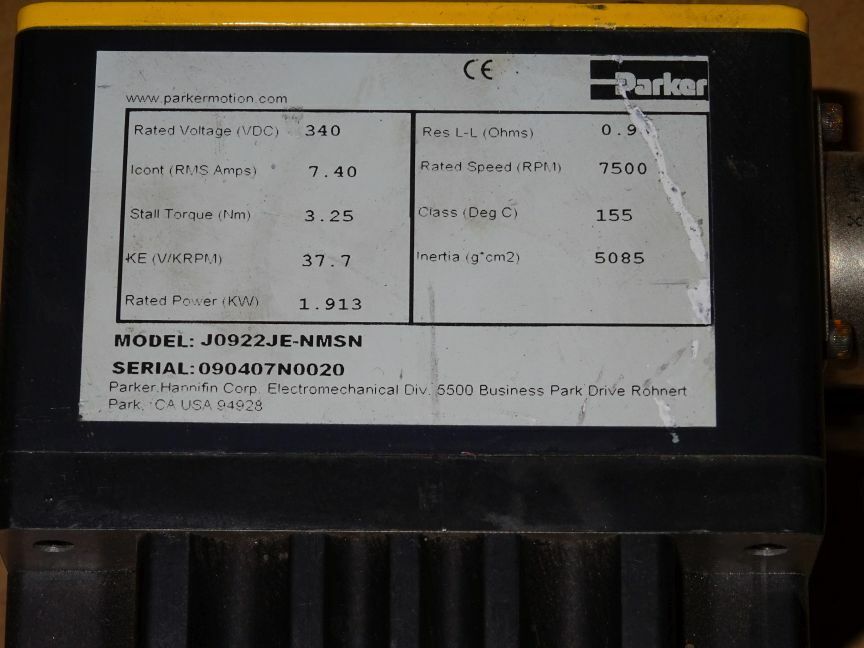 CE
Parker
www.parkermotion.com
Rated Voltage (VDC) 340
Icont (RMS Amps) 7.40
Stall Torque (Nm) 3.25
KE (V/KRPM) 37.7
Rated Power (KW) 1.913
Res L-L (Ohms)
Rated Speed (RPM) 7500
Class (Deg C) 155
Inertia (g*cm2) 5085
MODEL: J0922JE-NMSN
SERIAL: 090407N0020
Parker Hannifin Corp. Electromechanical Div. 5500 Business Park Drive Rohnert
Park, CA USA 94928